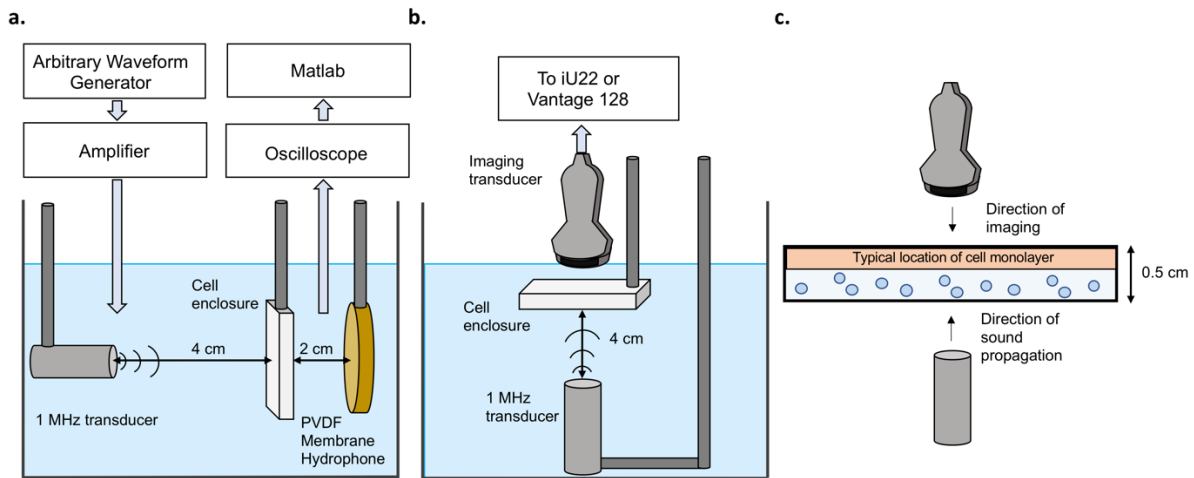 a.
Arbitrary Waveform
Generator
Matlab
Amplifier
Oscilloscope
Cell
enclosure
4 cm
2 cm
1 MHz transducer
PVDF
Membrane
Hydrophone
b.
To iU22 or
Vantage 128
Imaging
transducer
Cell
enclosure
4 cm
1 MHz
transducer
c.
Direction of
imaging
Typical location of cell monolayer
0.5 cm
Direction of
sound
propagation